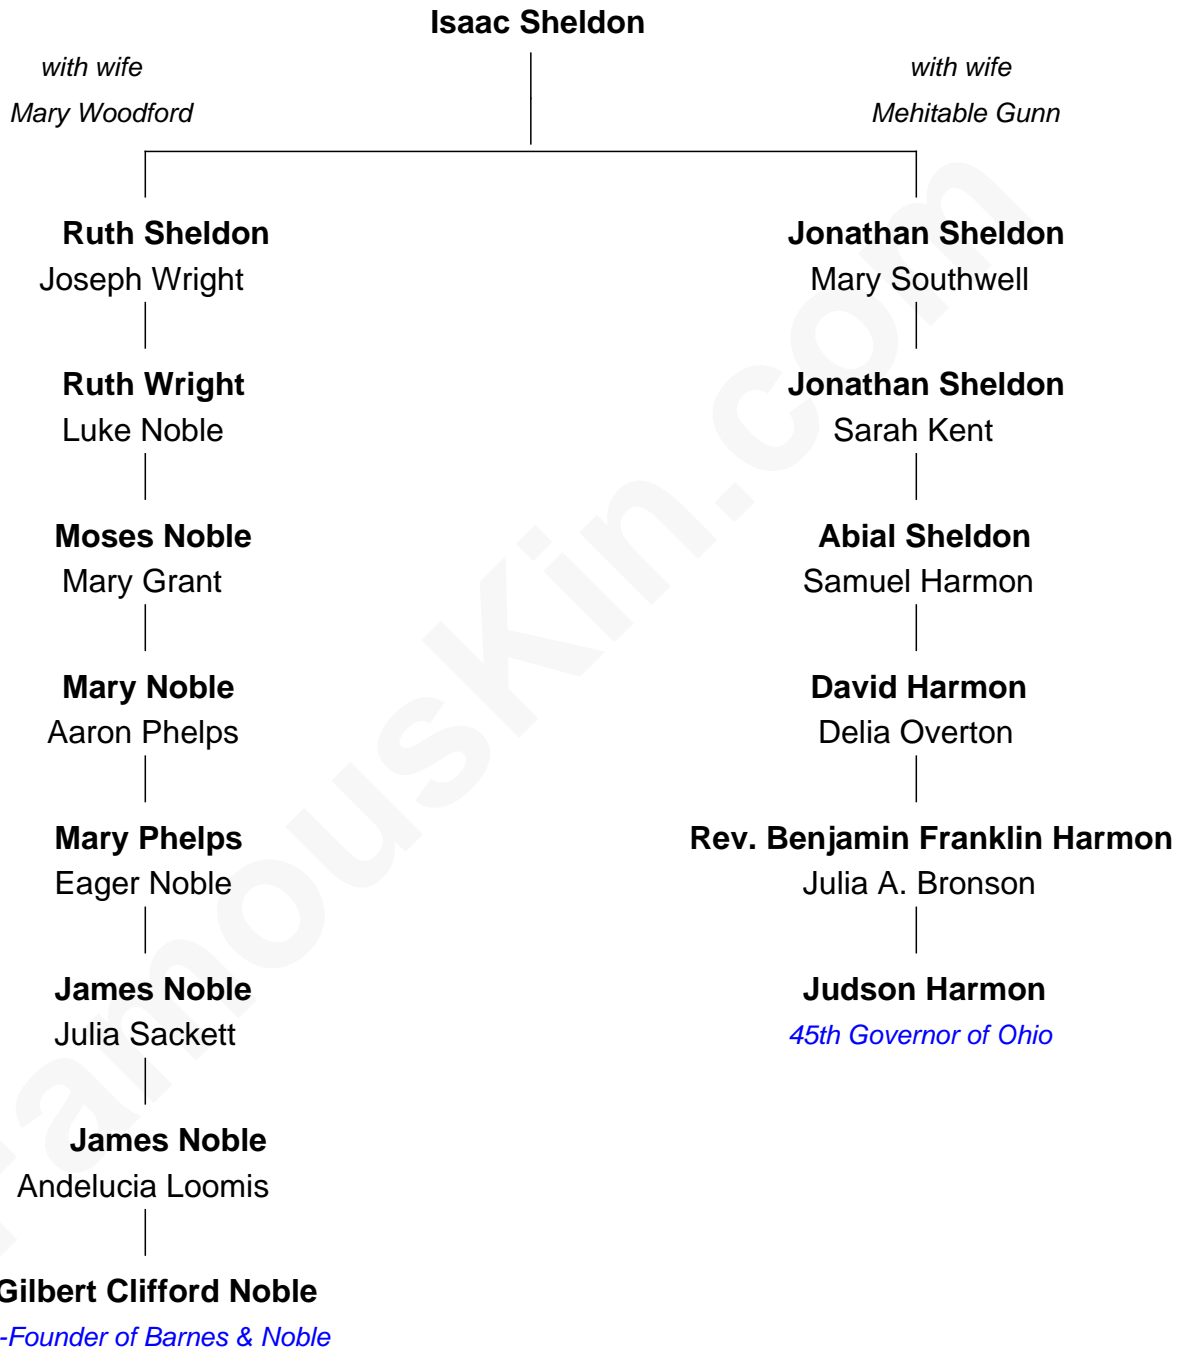 Isaac Sheldon
with wife
Mary Woodford
with wife
Mehitable Gunn
Ruth Sheldon
Joseph Wright
Jonathan Sheldon
Mary Southwell
Ruth Wright
Luke Noble
Jonathan Sheldon
Sarah Kent
Moses Noble
Mary Grant
Abial Sheldon
Samuel Harmon
Mary Noble
Aaron Phelps
David Harmon
Delia Overton
Mary Phelps
Eager Noble
Rev. Benjamin Franklin Harmon
Julia A. Bronson
James Noble
Julia Sackett
Judson Harmon
45th Governor of Ohio
James Noble
Andelucia Loomis
Gilbert Clifford Noble
-Founder of Barnes & Noble
FamousKin.com